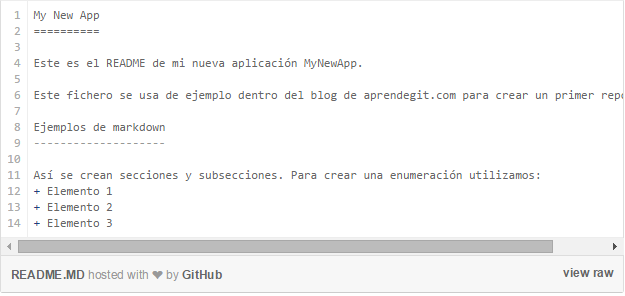 1 My New App
2 ==========
3
4 Este es el README de mi nueva aplicación MyNewApp.
5
6 Este fichero se usa de ejemplo dentro del blog de aprendegit.com para crear un primer
7
8 Ejemplos de markdown
9 --------------------
10
11 Así se crean secciones y subsecciones. Para crear una enumeración utilizamos:
12 + Elemento 1
13 + Elemento 2
14 + Elemento 3
README.MD hosted with ❤ by GitHub view raw